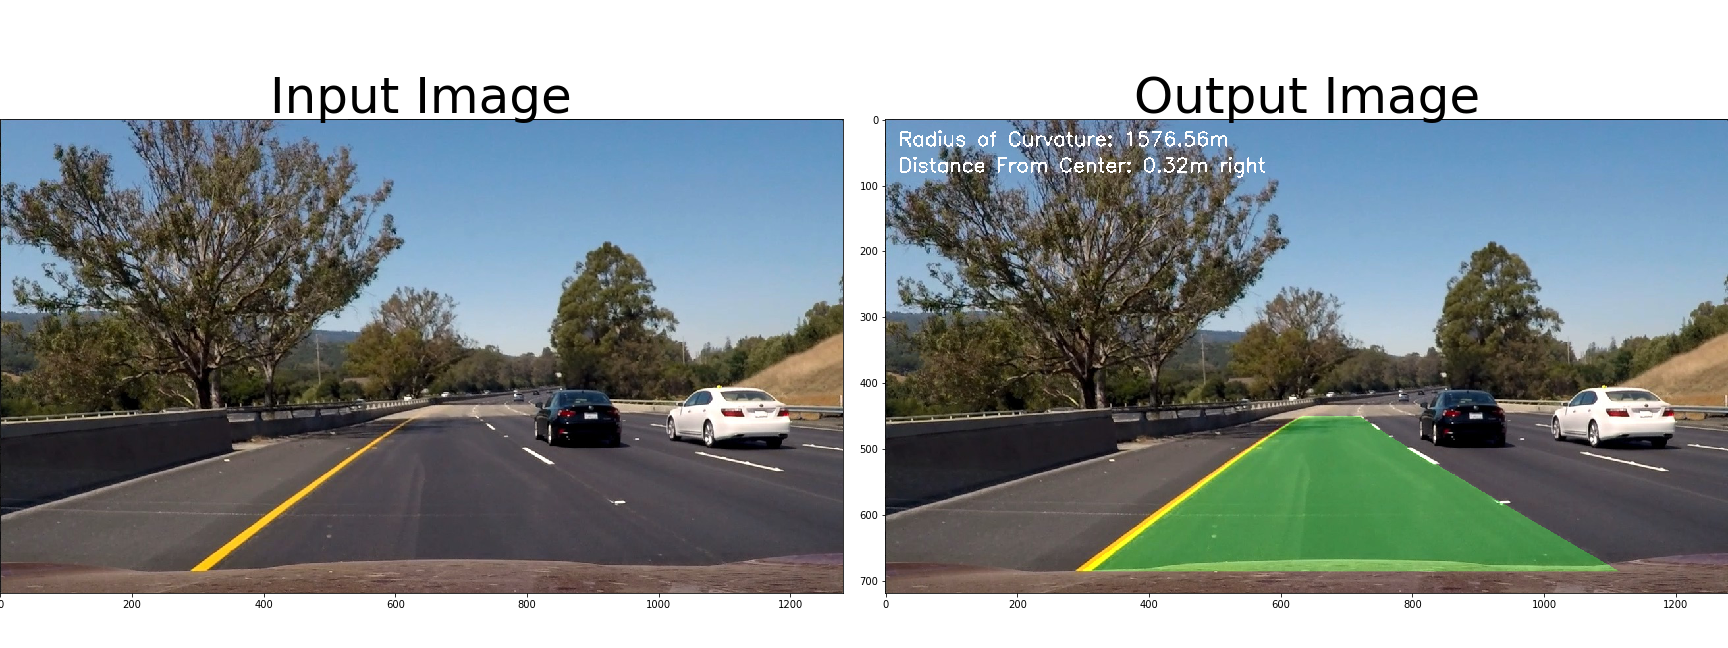 Input Image
Output Image
Radius of Curvature: 1576.56m
Distance From Center: 0.32m right
0
100
200
300
400
500
600
700
0 200 400 600 800 1000 1200
0 200 400 600 800 1000 1200